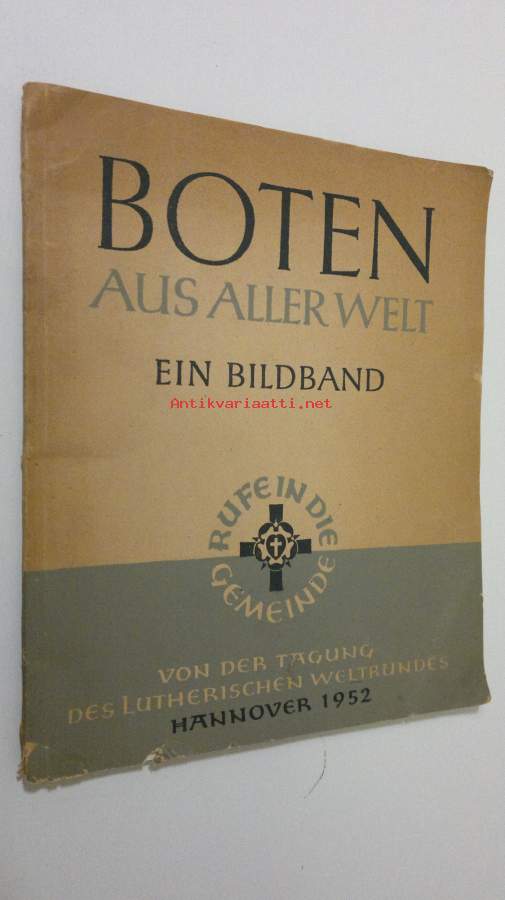 BOTEN
AUS ALLER WELT
EIN BILDBAND
Antikvariaatti.net
RUFE IN DIE
GEMEINDE
VON DER TAGUNG
DES LUTHERISCHEN WELTBUNDES
HANNOVER 1952